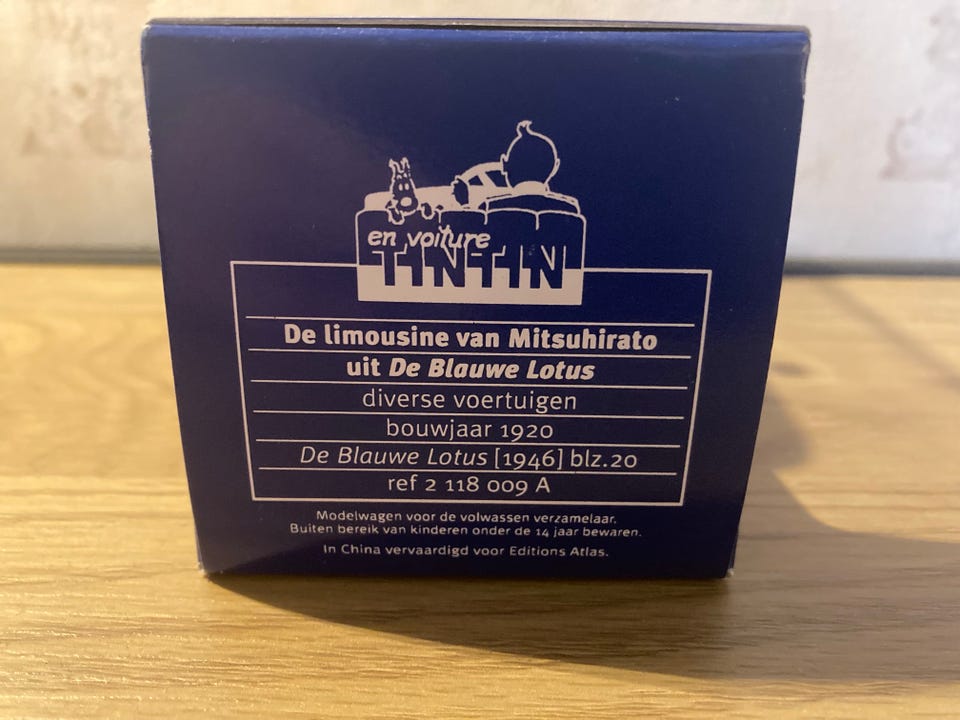 en voiture
TINTIN
De limousine van Mitsuhirato
uit De Blauwe Lotus
diverse voertuigen
bouwjaar 1920
De Blauwe Lotus [1946] blz.20
ref 2 118 009 A
Modelwagen voor de volwassen verzamelaar.
Buiten bereik van kinderen onder de 14 jaar bewaren.
In China vervaardigd voor Editions Atlas.